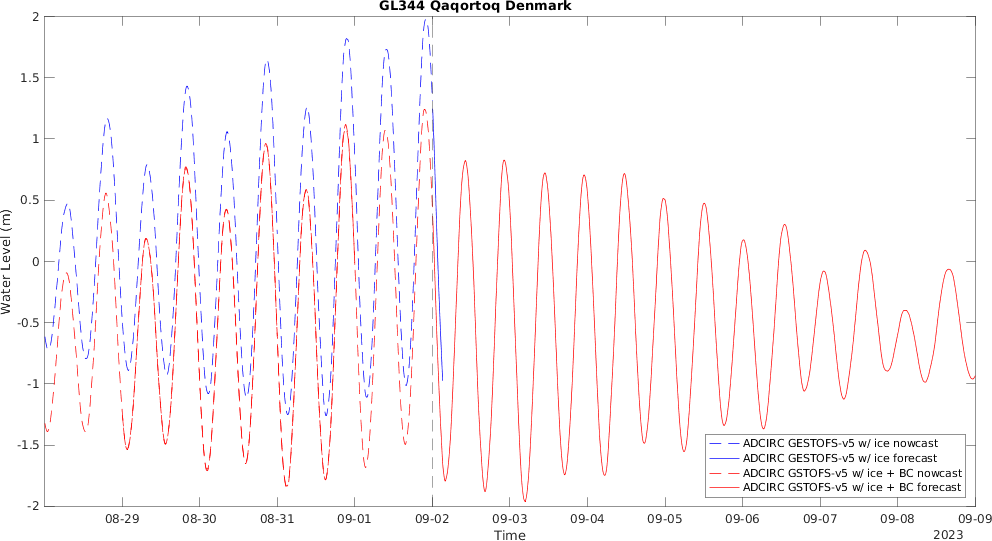 GL344 Qaqortoq Denmark
2
1.5
1
0.5
0
-0.5
-1
-1.5
-2
Water Level (m)
ADCIRC GESTOFS-v5 w/ ice nowcast
ADCIRC GESTOFS-v5 w/ ice forecast
ADCIRC GSTOFS-v5 w/ ice + BC nowcast
ADCIRC GSTOFS-v5 w/ ice + BC forecast
08-29 08-30 08-31 09-01 09-02 09-03 09-04 09-05 09-06 09-07 09-08 09-09
Time
2023